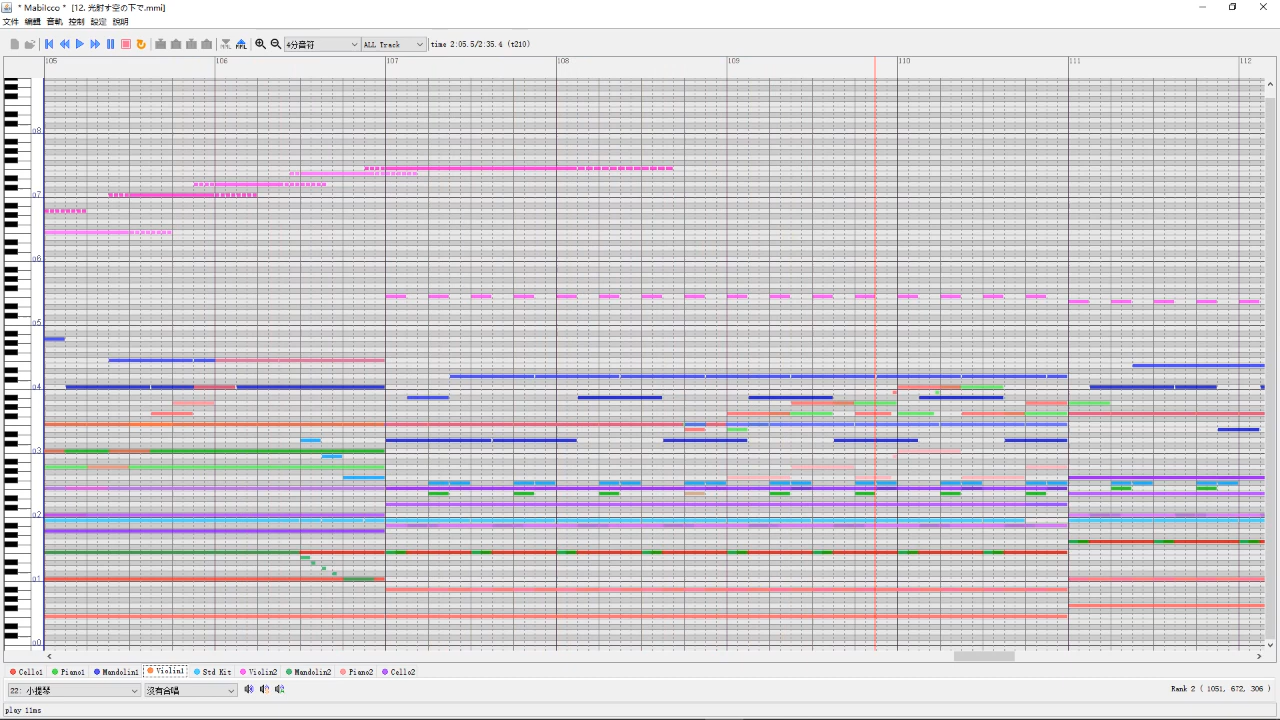 * MabiIcco * [12. 光射す空の下で.mmi]
文件 編輯 音軌 控制 設定 說明
MML MML 4分音符 ALL Track time 2:05.5/2:35.4 (t210)
105 106 107 108 109 110 111 112
o8
o7
o6
o5
o4
o3
o2
o1
o0
Cello1 Piano1 Mandolin1 Violin1 Std Kit Violin2 Mandolin2 Piano2 Cello2
22: 小提琴 沒有合唱 Rank 2 ( 1051, 672, 306 )
play 11ms